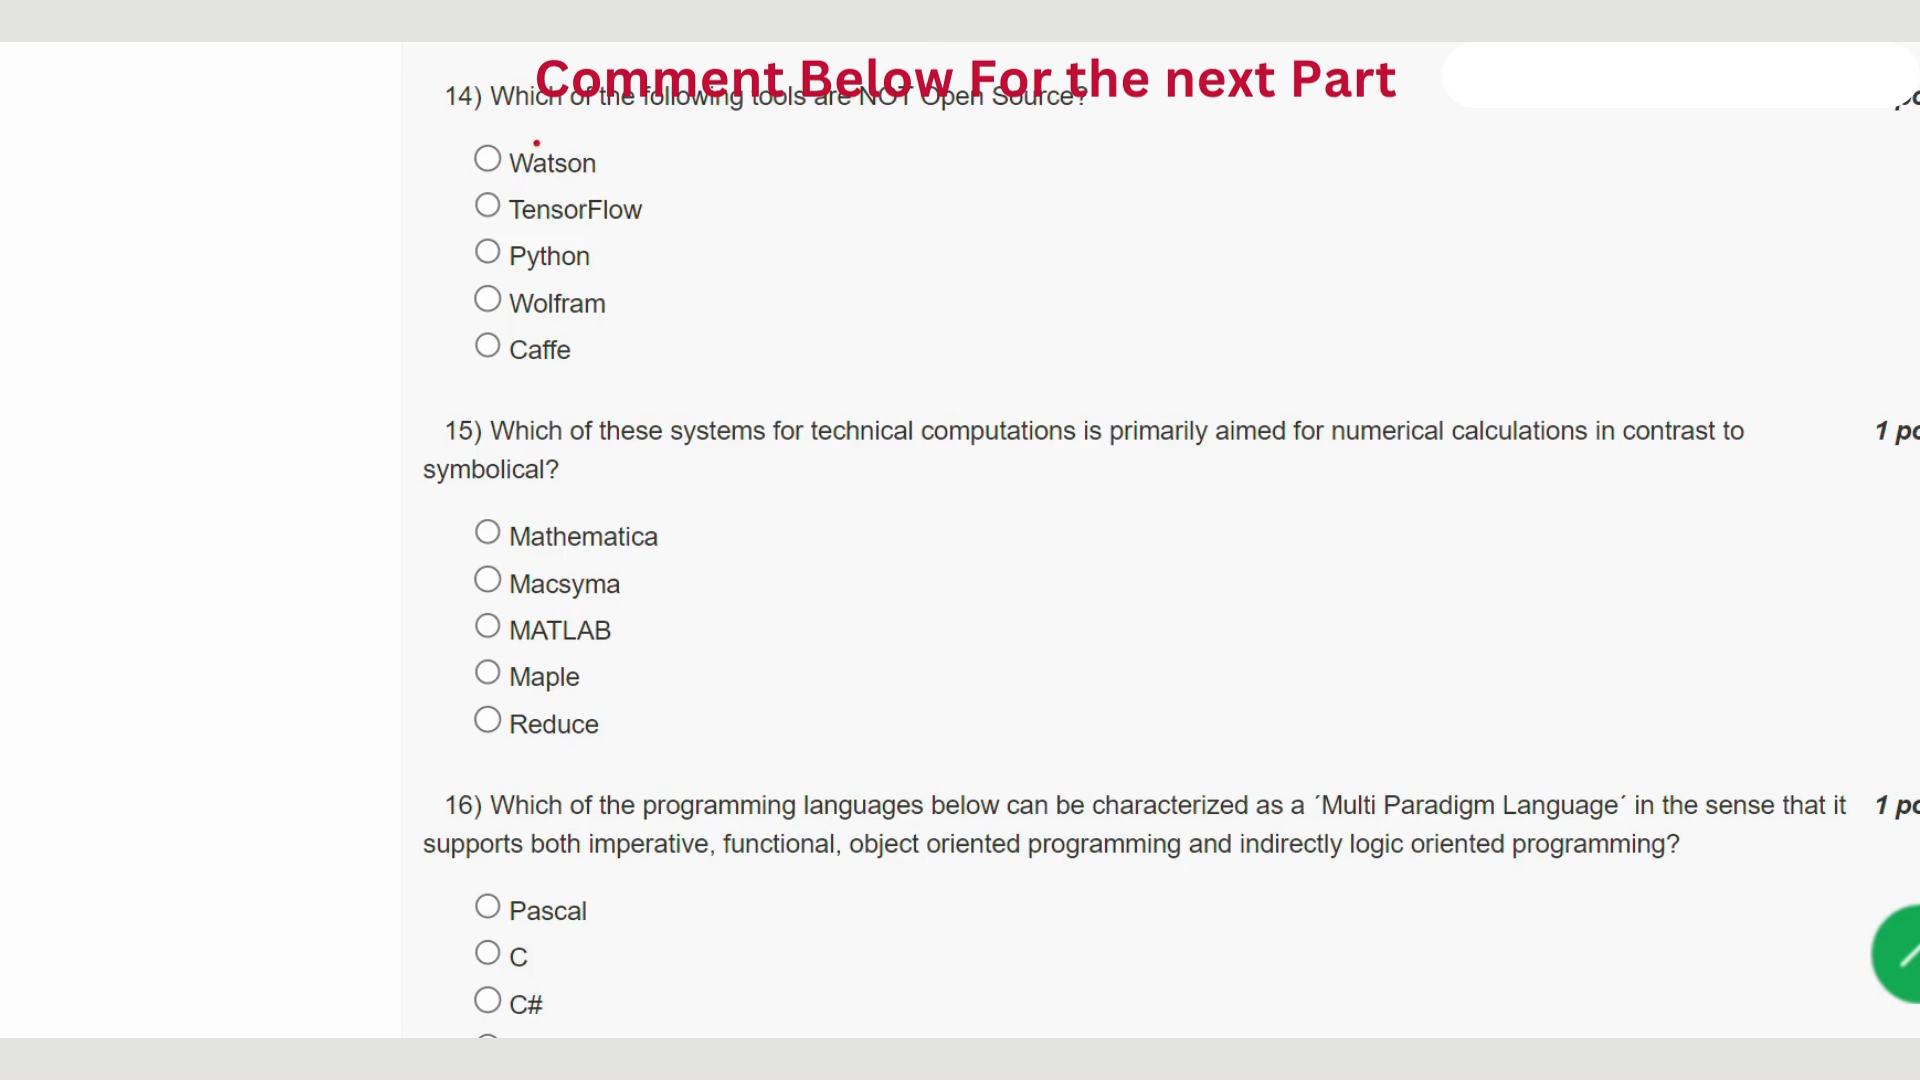 Comment Below For the next Part
14) Which of the following tools are NOT Open Source?
Watson
TensorFlow
Python
Wolfram
Caffe
15) Which of these systems for technical computations is primarily aimed for numerical calculations in contrast to 1
symbolical?
Mathematica
Macsyma
MATLAB
Maple
Reduce
16) Which of the programming languages below can be characterized as a ´Multi Paradigm Language´ in the sense that it 1
supports both imperative, functional, object oriented programming and indirectly logic oriented programming?
Pascal
C
C#